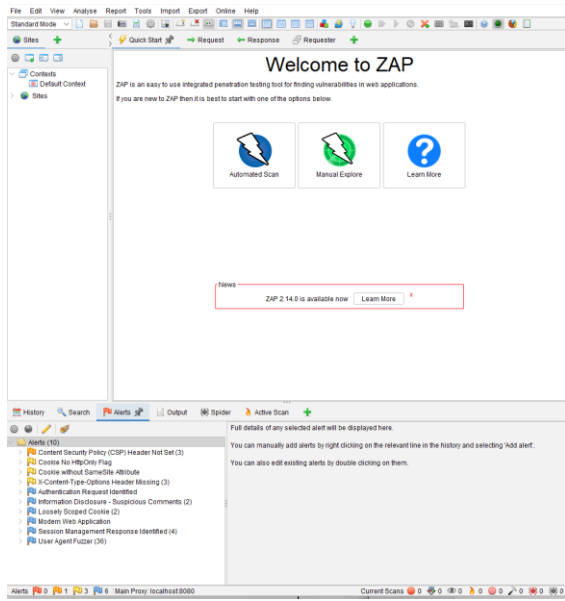 File Edit View Analyse Report Tools Import Export Online Help
Standard Mode
Sites
Quick Start
Request
Response
Requester
Contexts
Default Context
Sites
Welcome to ZAP
ZAP is an easy to use integrated penetration testing tool for finding vulnerabilities in web applications.
If you are new to ZAP then it is best to start with one of the options below.
Automated Scan
Manual Explore
Learn More
News
ZAP 2.14.0 is available now
Learn More
X
History
Search
Alerts
Output
Spider
Active Scan
Alerts (10)
Content Security Policy (CSP) Header Not Set (3)
Cookie No HttpOnly Flag
Cookie without SameSite Attribute
X-Content-Type-Options Header Missing (3)
Authentication Request Identified
Information Disclosure - Suspicious Comments (2)
Loosely Scoped Cookie (2)
Modern Web Application
Session Management Response Identified (4)
User Agent Fuzzer (36)
Full details of any selected alert will be displayed here.
You can manually add alerts by right clicking on the relevant line in the history and selecting 'Add alert'.
You can also edit existing alerts by double clicking on them.
Alerts 0 1 3 6 Main Proxy: localhost:8080
Current Scans 0 0 0 0 0 0 0 0